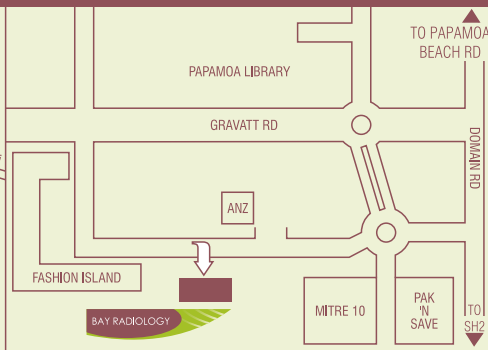 TO PAPAMOA
BEACH RD
PAPAMOA LIBRARY
GRAVATT RD
DOMAIN RD
ANZ
FASHION ISLAND
MITRE 10
PAK
'N
SAVE
TO
SH2
BAY RADIOLOGY